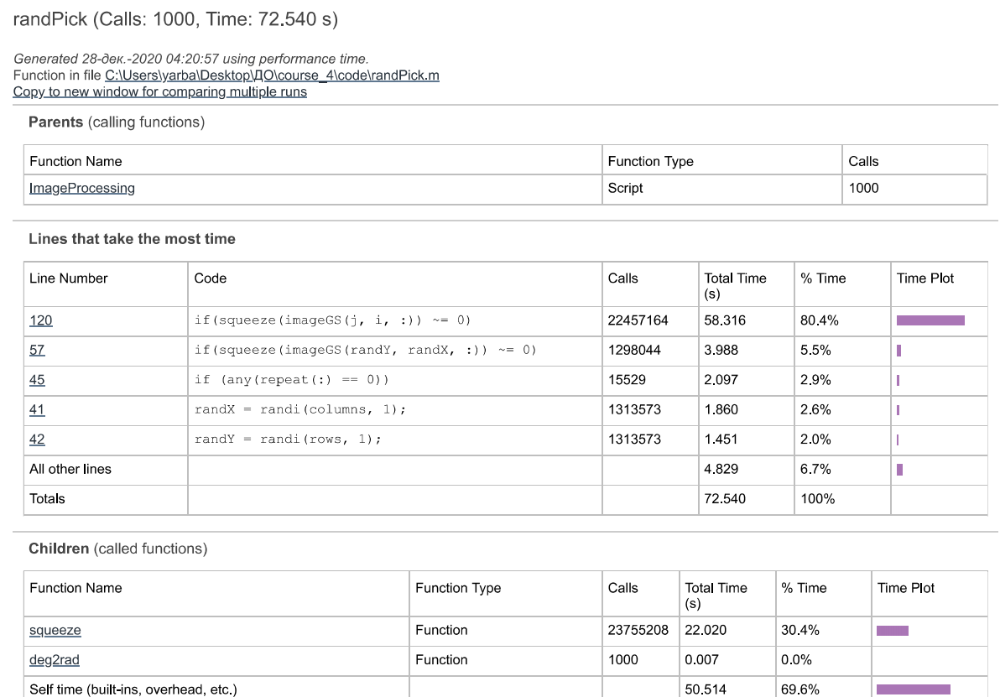 randPick (Calls: 1000, Time: 72.540 s)
Generated 28-дек.-2020 04:20:57 using performance time.
Function in file C:\Users\yarba\Desktop\ДО\course_4\code\randPick.m
Copy to new window for comparing multiple runs
Parents (calling functions)
Function Name Function Type Calls
ImageProcessing Script 1000
Lines that take the most time
Line Number Code Calls Total Time (s) % Time Time Plot
120 if(squeeze(imageGS(j, i, :)) ~= 0) 22457164 58.316 80.4%
57 if(squeeze(imageGS(randY, randX, :)) ~= 0) 1298044 3.988 5.5%
45 if (any(repeat(:) == 0)) 15529 2.097 2.9%
41 randX = randi(columns, 1); 1313573 1.860 2.6%
42 randY = randi(rows, 1); 1313573 1.451 2.0%
All other lines 4.829 6.7%
Totals 72.540 100%
Children (called functions)
Function Name Function Type Calls Total Time (s) % Time Time Plot
squeeze Function 23755208 22.020 30.4%
deg2rad Function 1000 0.007 0.0%
Self time (built-ins, overhead, etc.) 50.514 69.6%